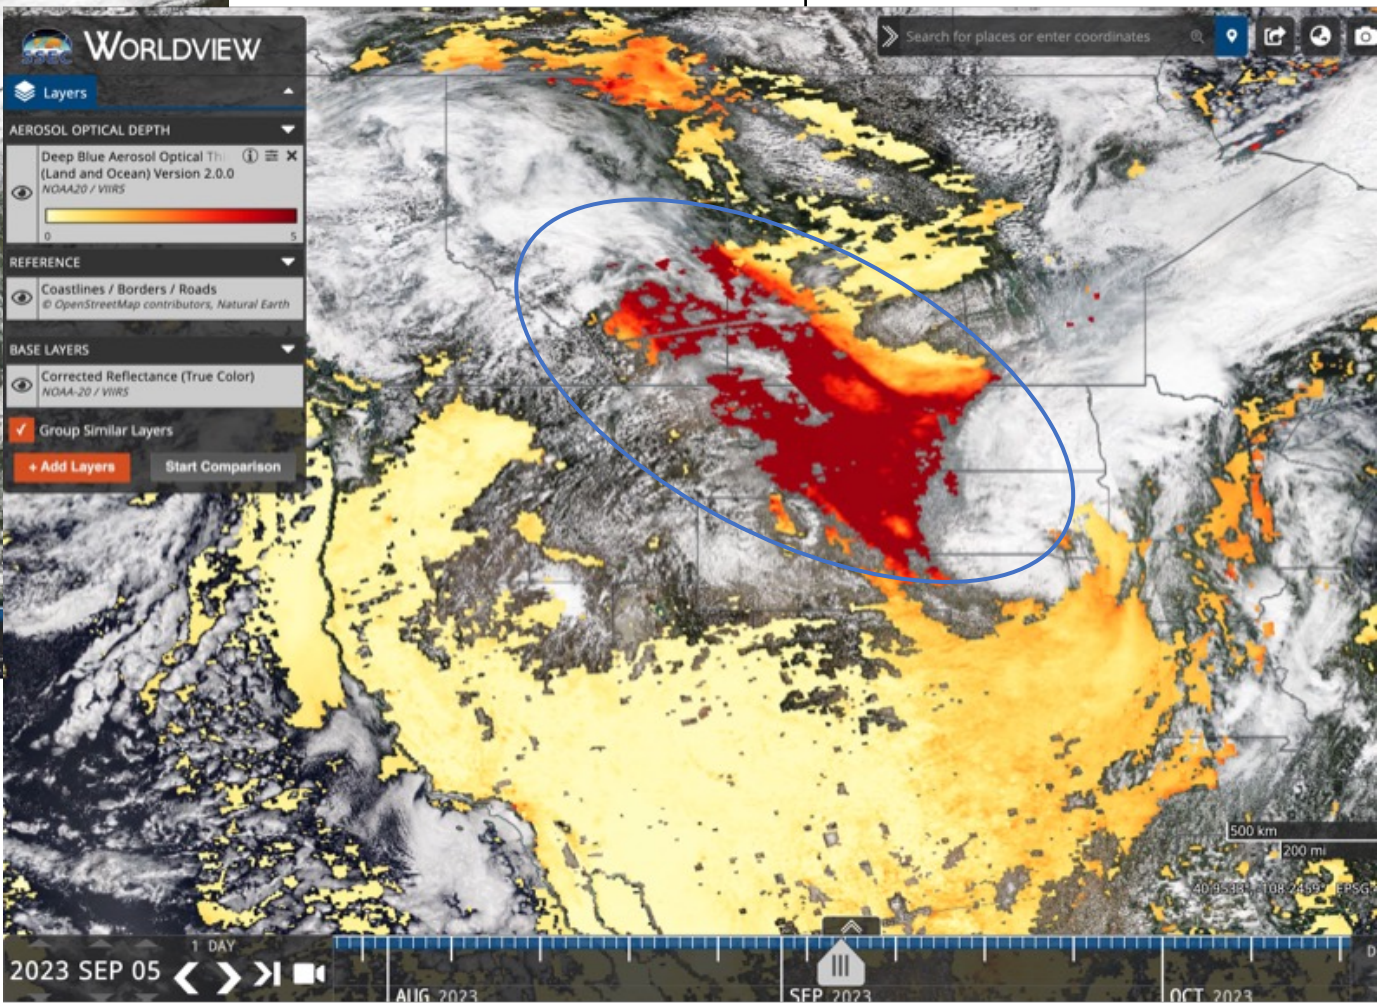 SSEC
WORLDVIEW
Search for places or enter coordinates
Layers
AEROSOL OPTICAL DEPTH
Deep Blue Aerosol Optical Thi
(Land and Ocean) Version 2.0.0
NOAA20 / VIIRS
0 5
REFERENCE
Coastlines / Borders / Roads
© OpenStreetMap contributors, Natural Earth
BASE LAYERS
Corrected Reflectance (True Color)
NOAA-20 / VIIRS
Group Similar Layers
+ Add Layers Start Comparison
500 km
200 mi
1 DAY
2023 SEP 05
AUG 2023 SEP 2023 OCT 2023